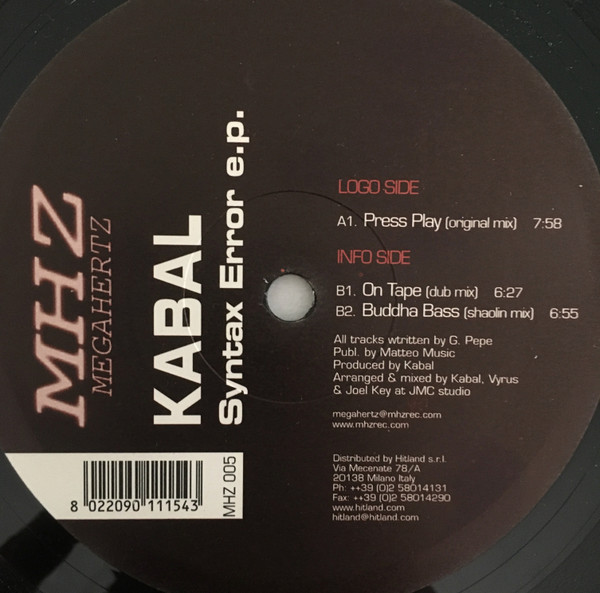 MHZ
MEGAHERTZ
KABAL
Syntax Error e.p.
LOGO SIDE
A1. Press Play (original mix) 7:58
INFO SIDE
B1. On Tape (dub mix) 6:27
B2. Buddha Bass (shaolin mix) 6:55
All tracks wtritten by G. Pepe
Publ. by Matteo Music
Produced by Kabal
Arranged & mixed by Kabal, Vyrus
& Joel Key at JMC studio
megahertz@mhzrec.com
www.mhzrec.com
Distributed by Hitland s.r.l.
Via Mecenate 78/A
20138 Milano Italy
Ph: ++39 (0)2 58014131
Fax: ++39 (0)2 58014290
www.hitland.com
hitland@hitland.com
8 022090 111543
MHZ 005